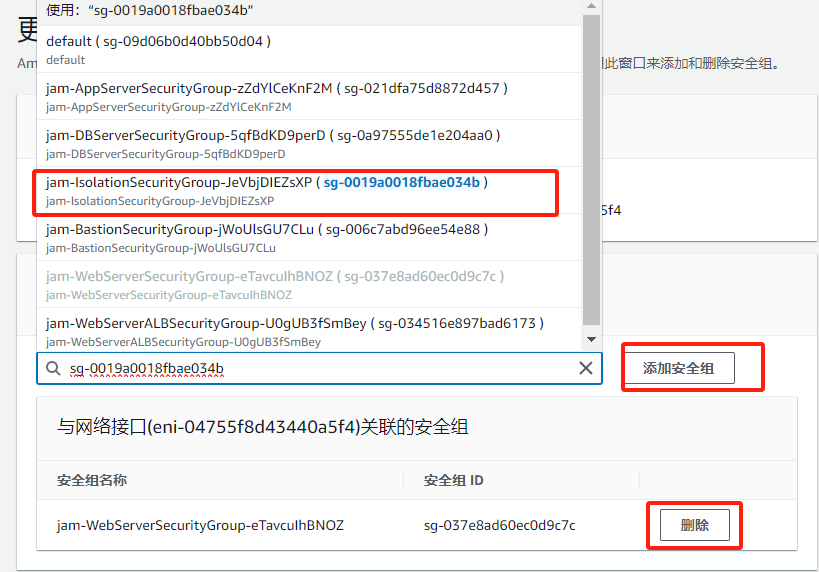 更
使用：“sg-0019a0018fbae034b”
default ( sg-09d06b0d40bb50d04 )
default
Am
此窗口来添加和删除安全组。
jam-AppServerSecurityGroup-zZdYlCeKnF2M ( sg-021dfa75d8872d457 )
jam-AppServerSecurityGroup-zZdYlCeKnF2M
jam-DBServerSecurityGroup-5qfBdKD9perD ( sg-0a97555de1e204aa0 )
jam-DBServerSecurityGroup-5qfBdKD9perD
jam-IsolationSecurityGroup-JeVbjDIEZsXP ( sg-0019a0018fbae034b )
jam-IsolationSecurityGroup-JeVbjDIEZsXP
5f4
jam-BastionSecurityGroup-jWoUlsGU7CLu ( sg-006c7abd96ee54e88 )
jam-BastionSecurityGroup-jWoUlsGU7CLu
jam-WebServerSecurityGroup-eTavcuIhBNOZ ( sg-037e8ad60ec0d9c7c )
jam-WebServerSecurityGroup-eTavcuIhBNOZ
jam-WebServerALBSecurityGroup-U0gUB3fSmBey ( sg-034516e897bad6173 )
jam-WebServerALBSecurityGroup-U0gUB3fSmBey
sg-0019a0018fbae034b
添加安全组
与网络接口(eni-04755f8d43440a5f4)关联的安全组
安全组名称 安全组 ID
jam-WebServerSecurityGroup-eTavcuIhBNOZ sg-037e8ad60ec0d9c7c 删除